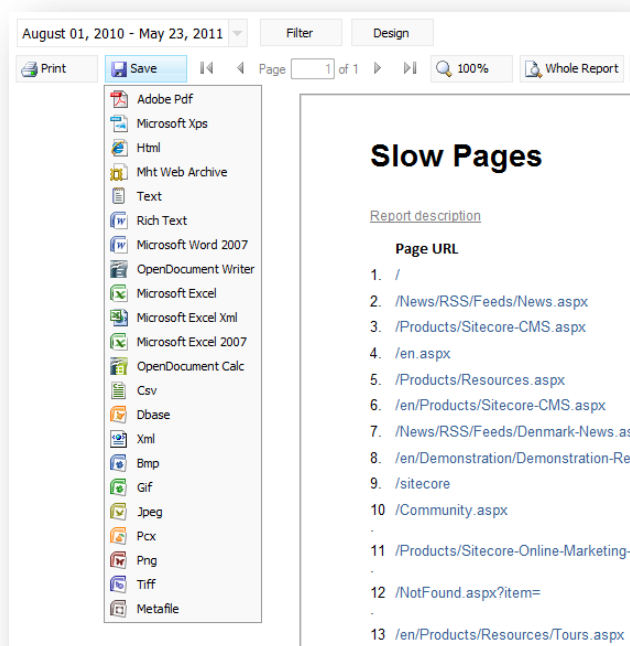 August 01, 2010 - May 23, 2011 Filter Design
Print Save Page 1 of 1 100% Whole Report
Adobe Pdf
Microsoft Xps
Html
Mht Web Archive
Text
Rich Text
Microsoft Word 2007
OpenDocument Writer
Microsoft Excel
Microsoft Excel Xml
Microsoft Excel 2007
OpenDocument Calc
Csv
Dbase
Xml
Bmp
Gif
Jpeg
Pcx
Png
Tiff
Metafile
Slow Pages
Report description
Page URL
1. /
2. /News/RSS/Feeds/News.aspx
3. /Products/Sitecore-CMS.aspx
4. /en.aspx
5. /Products/Resources.aspx
6. /en/Products/Sitecore-CMS.aspx
7. /News/RSS/Feeds/Denmark-News.as
8. /en/Demonstration/Demonstration-Re
9. /sitecore
10 /Community.aspx
.
11 /Products/Sitecore-Online-Marketing-
.
12 /NotFound.aspx?item=
.
13 /en/Products/Resources/Tours.aspx